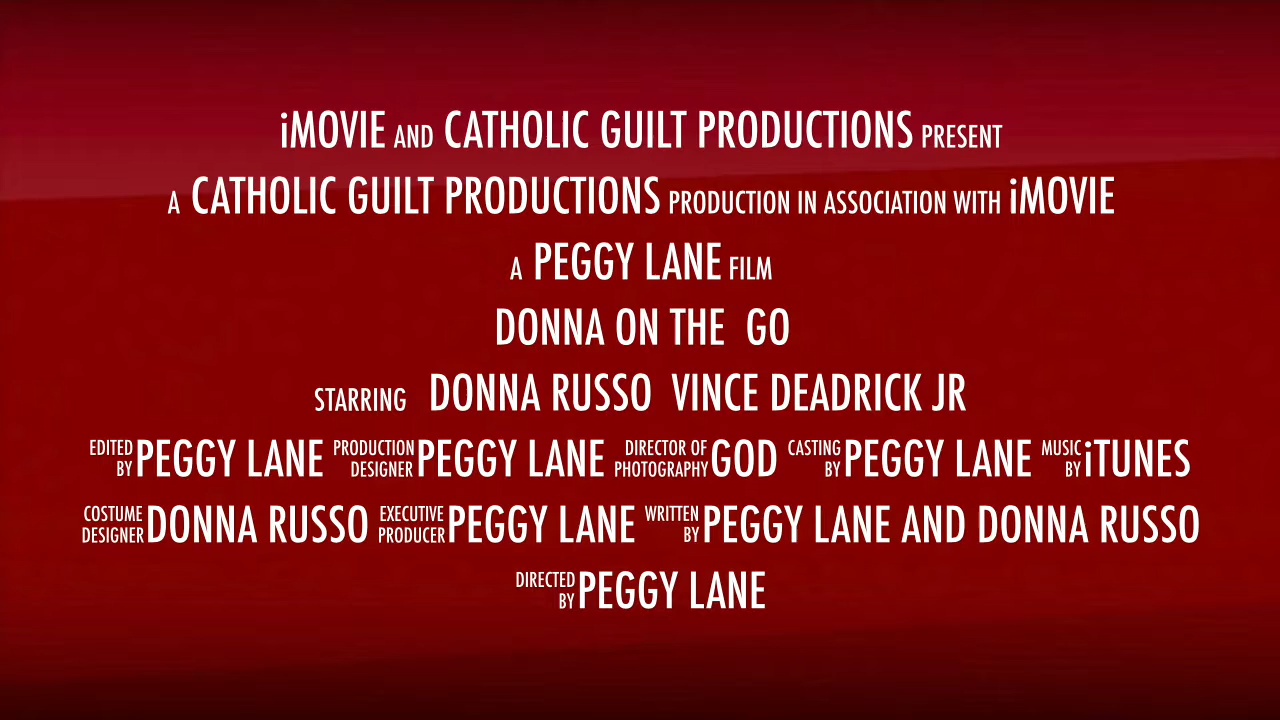 iMOVIE AND CATHOLIC GUILT PRODUCTIONS PRESENT
A CATHOLIC GUILT PRODUCTIONS PRODUCTION IN ASSOCIATION WITH iMOVIE
A PEGGY LANE FILM
DONNA ON THE GO
STARRING DONNA RUSSO VINCE DEADRICK JR
EDITED BY PEGGY LANE PRODUCTION DESIGNER PEGGY LANE DIRECTOR OF PHOTOGRAPHY GOD CASTING BY PEGGY LANE MUSIC BY iTUNES
COSTUME DESIGNER DONNA RUSSO EXECUTIVE PRODUCER PEGGY LANE WRITTEN BY PEGGY LANE AND DONNA RUSSO
DIRECTED BY PEGGY LANE